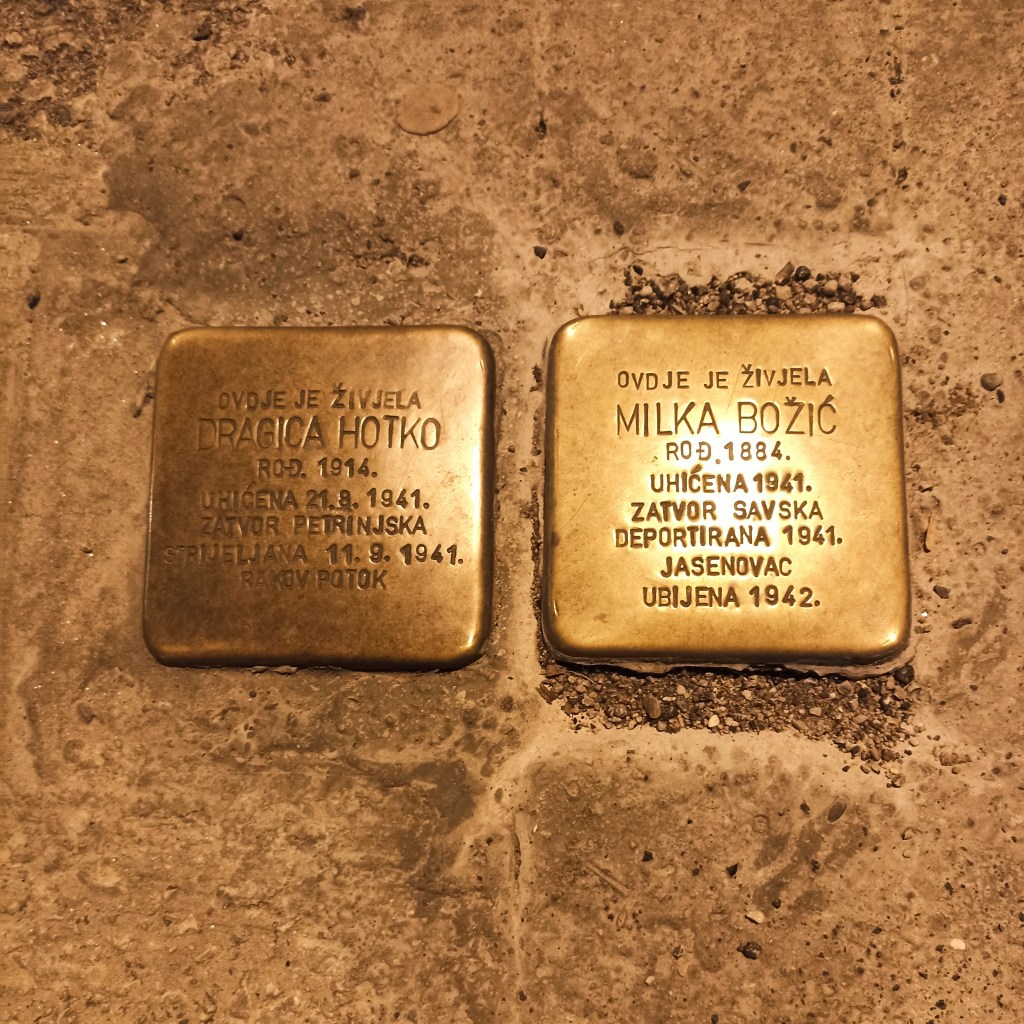 OVDJE JE ŽIVJELA
DRAGICA HOTKO
ROĐ. 1914.
UHIĆENA 21.8. 1941.
ZATVOR PETRINJSKA
STRIJELJANA 11. 9. 1941.
RAKOV POTOK
OVDJE JE ŽIVJELA
MILKA BOŽIĆ
ROĐ.1884.
UHIĆENA 1941.
ZATVOR SAVSKA
DEPORTIRANA 1941.
JASENOVAC
UBIJENA 1942.